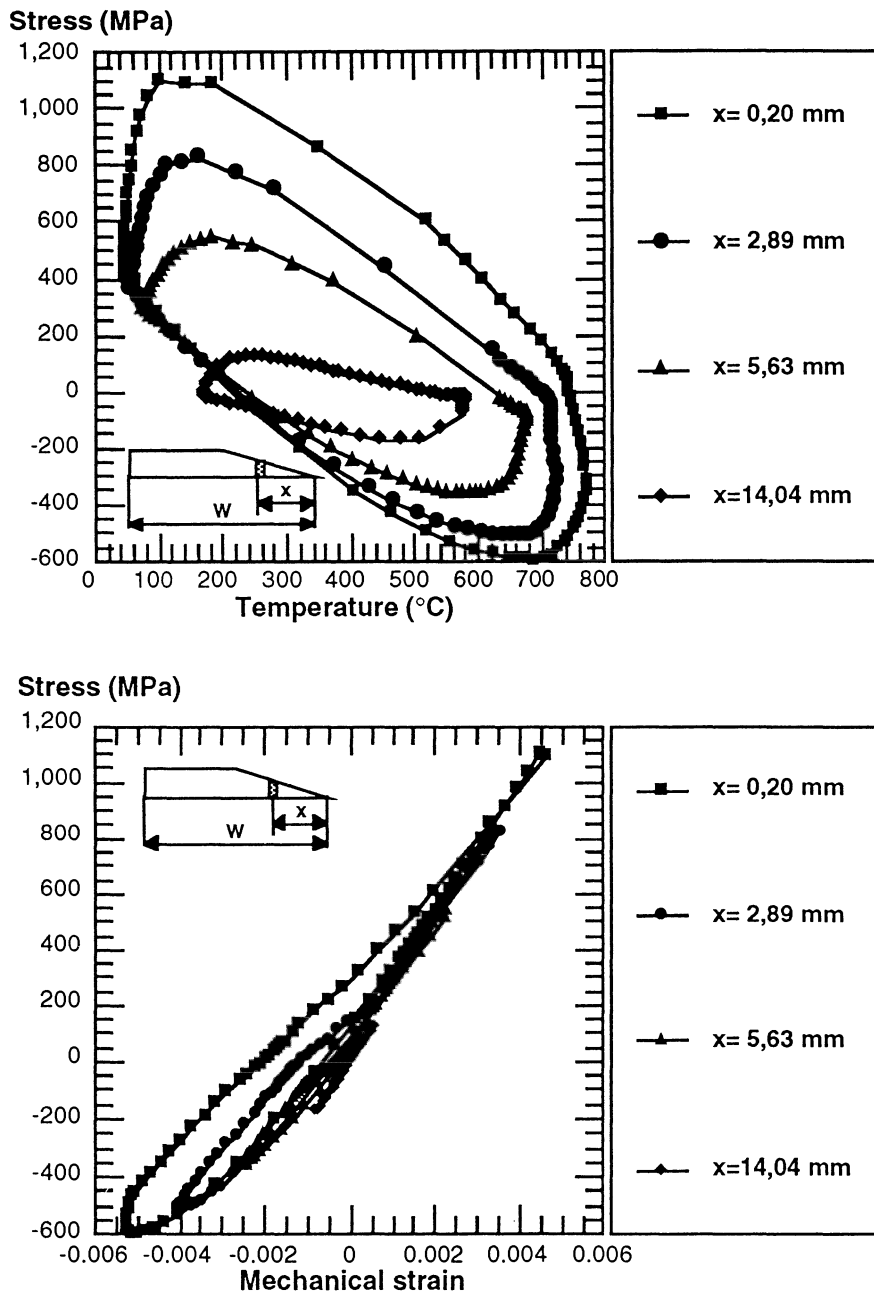 Stress (MPa)
1,200
1,000
800
600
400
200
0
-200
-400
-600
0 100 200 300 400 500 600 700 800
Temperature (°C)
x= 0,20 mm
x= 2,89 mm
x= 5,63 mm
x=14,04 mm
x
W
Stress (MPa)
1,200
1,000
800
600
400
200
0
-200
-400
-600
-0.006 -0.004 -0.002 0 0.002 0.004 0.006
Mechanical strain
x= 0,20 mm
x= 2,89 mm
x= 5,63 mm
x=14,04 mm
x
W